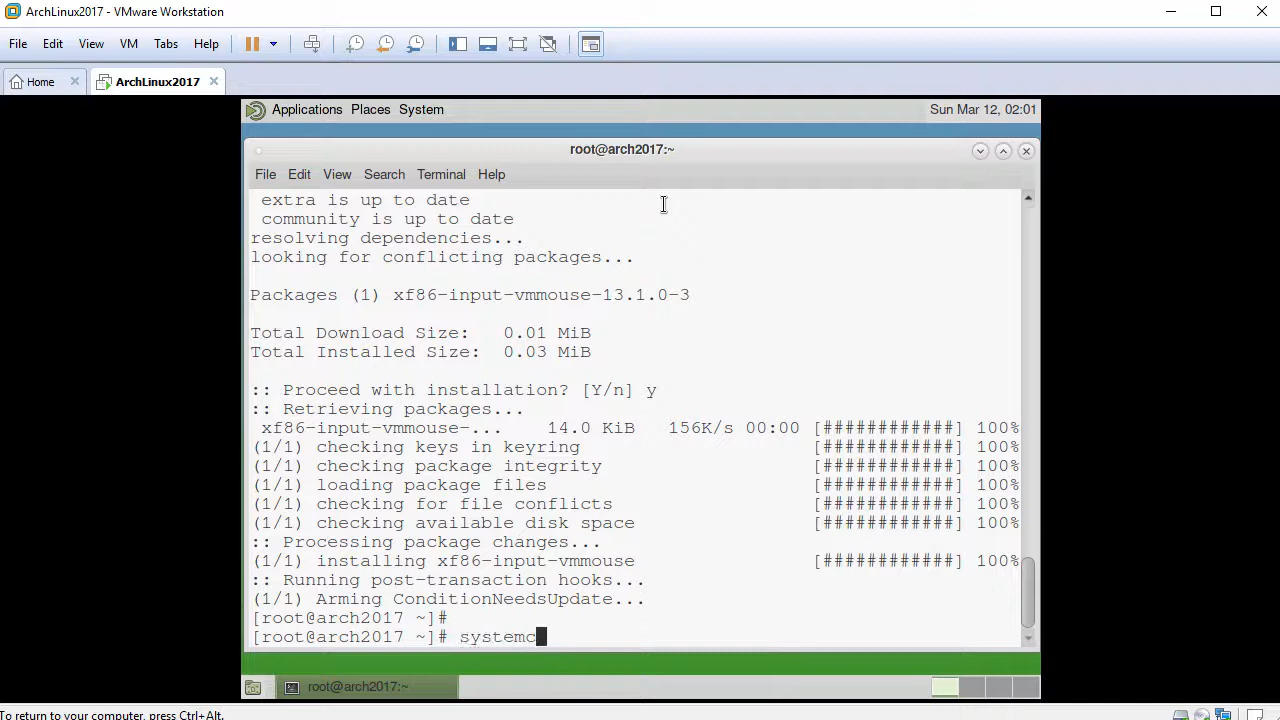 ArchLinux2017 - VMware Workstation
File Edit View VM Tabs Help
Home ArchLinux2017
Applications Places System Sun Mar 12, 02:01
root@arch2017:~
File Edit View Search Terminal Help
extra is up to date
community is up to date
resolving dependencies...
looking for conflicting packages...
Packages (1) xf86-input-vmmouse-13.1.0-3
Total Download Size: 0.01 MiB
Total Installed Size: 0.03 MiB
:: Proceed with installation? [Y/n] y
:: Retrieving packages...
xf86-input-vmmouse-... 14.0 KiB 156K/s 00:00 [############] 100%
(1/1) checking keys in keyring [############] 100%
(1/1) checking package integrity [############] 100%
(1/1) loading package files [############] 100%
(1/1) checking for file conflicts [############] 100%
(1/1) checking available disk space [############] 100%
:: Processing package changes...
(1/1) installing xf86-input-vmmouse [############] 100%
:: Running post-transaction hooks...
(1/1) Arming ConditionNeedsUpdate...
[root@arch2017 ~]#
[root@arch2017 ~]# systemc
root@arch2017:~
To return to your computer, press Ctrl+Alt.